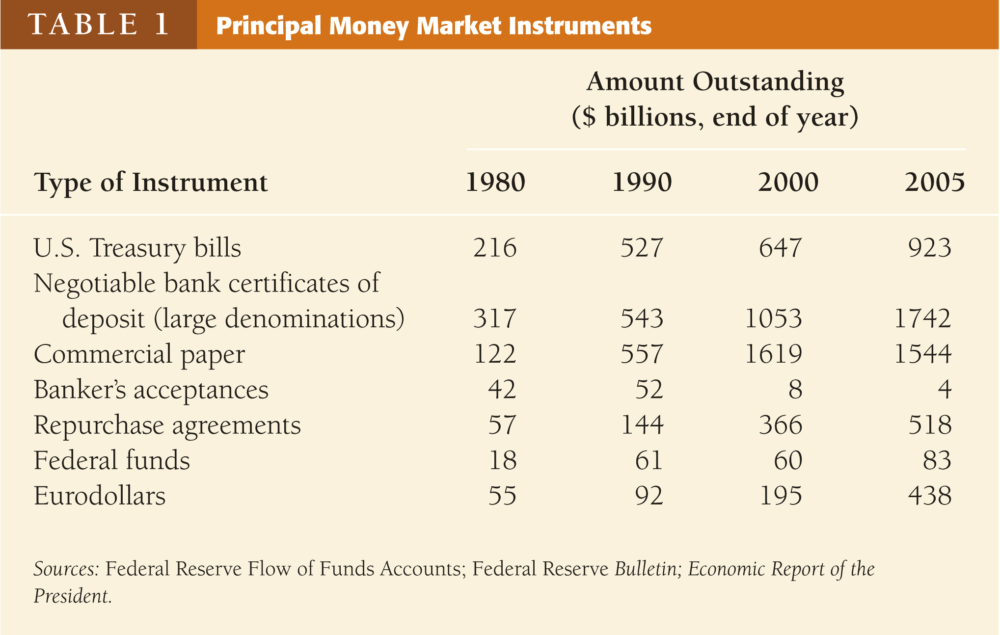 TABLE 1 Principal Money Market Instruments
Amount Outstanding
($ billions, end of year)
Type of Instrument 1980 1990 2000 2005
U.S. Treasury bills 216 527 647 923
Negotiable bank certificates of
deposit (large denominations) 317 543 1053 1742
Commercial paper 122 557 1619 1544
Banker’s acceptances 42 52 8 4
Repurchase agreements 57 144 366 518
Federal funds 18 61 60 83
Eurodollars 55 92 195 438
Sources: Federal Reserve Flow of Funds Accounts; Federal Reserve Bulletin; Economic Report of the
President.